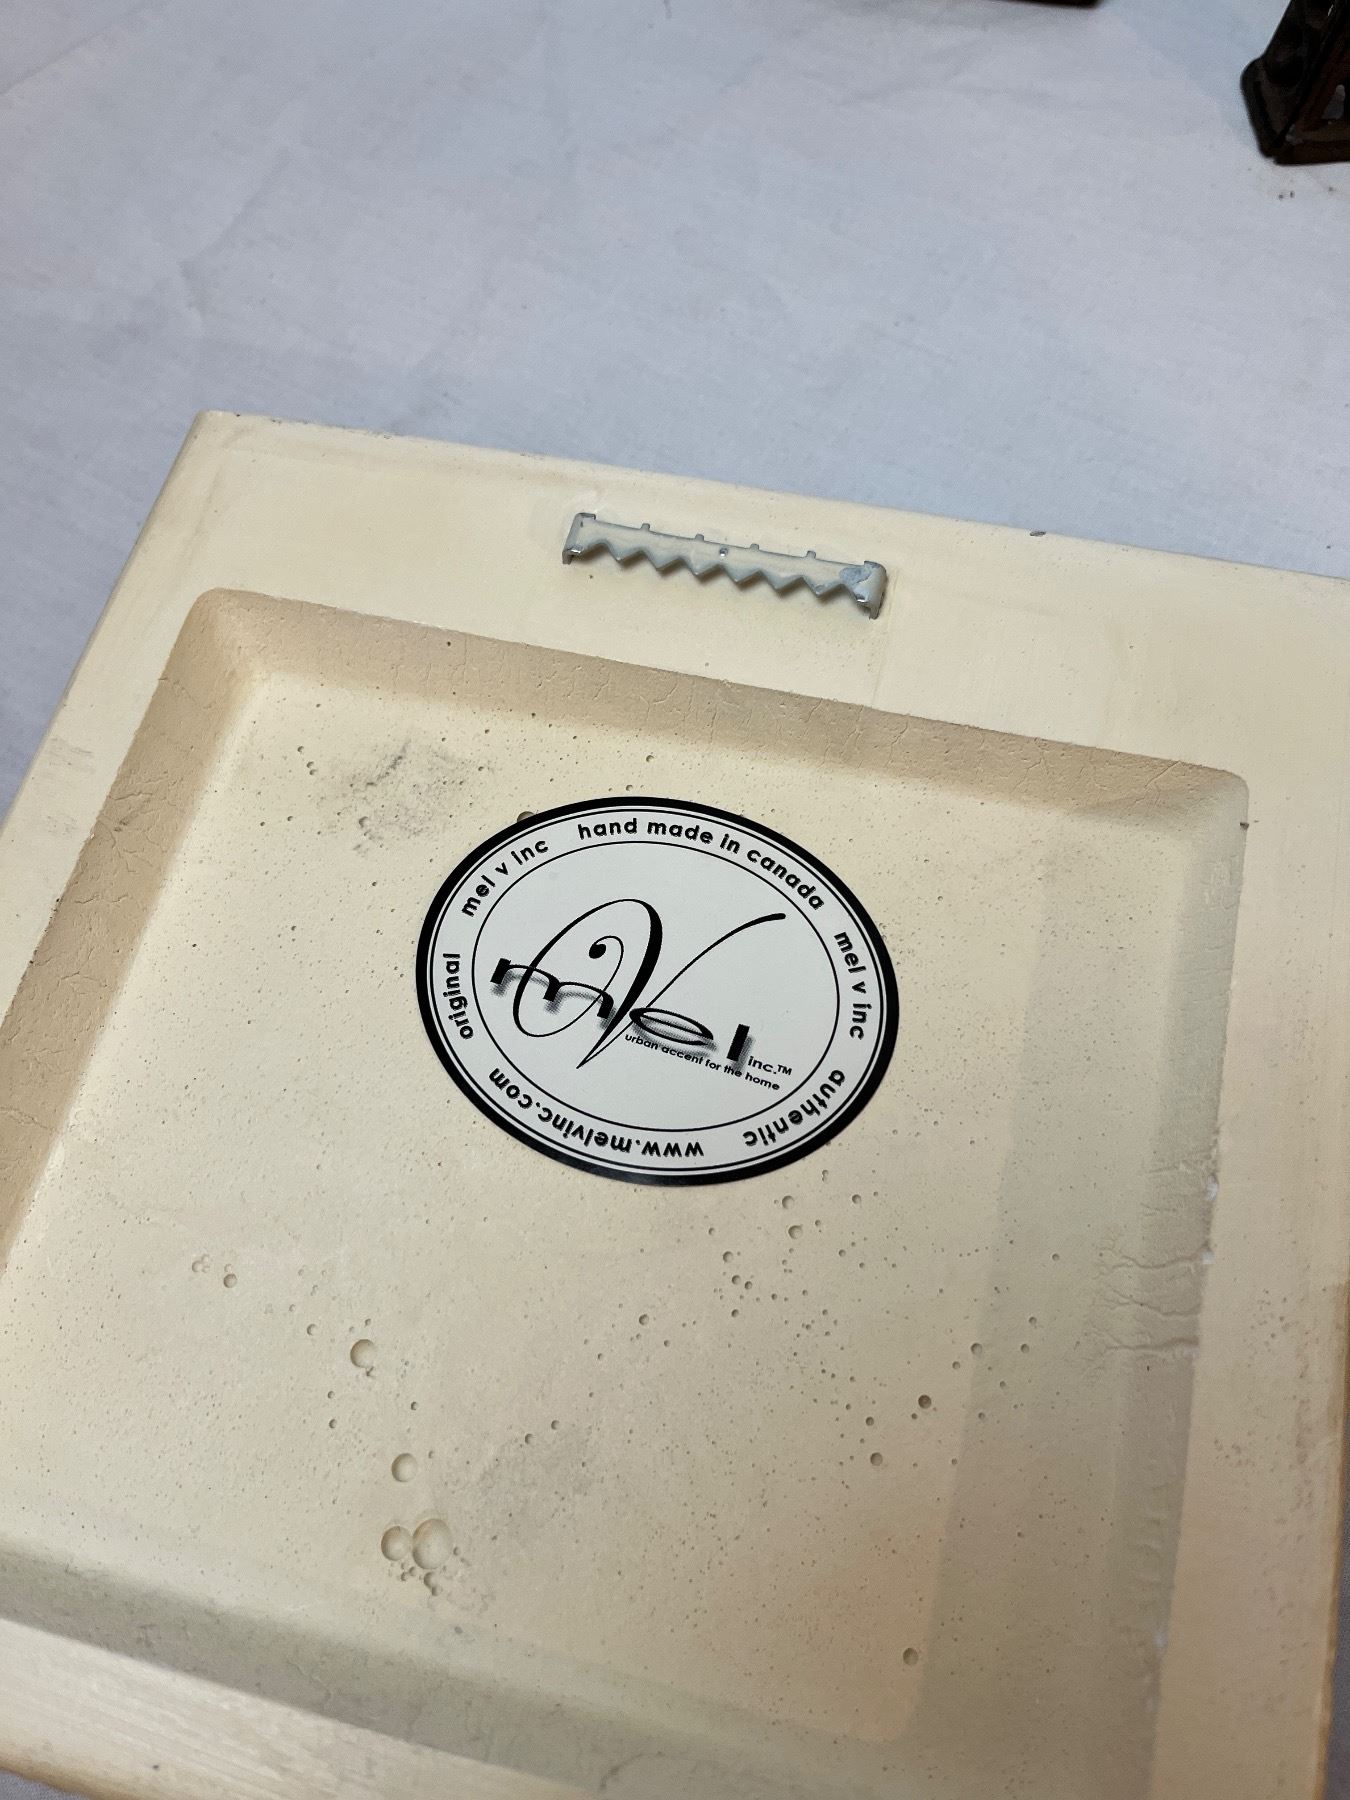 hand made in canada
mel v inc
authentic
www.melvinc.com
original
mel v inc
mel V inc.™
urban accent for the home